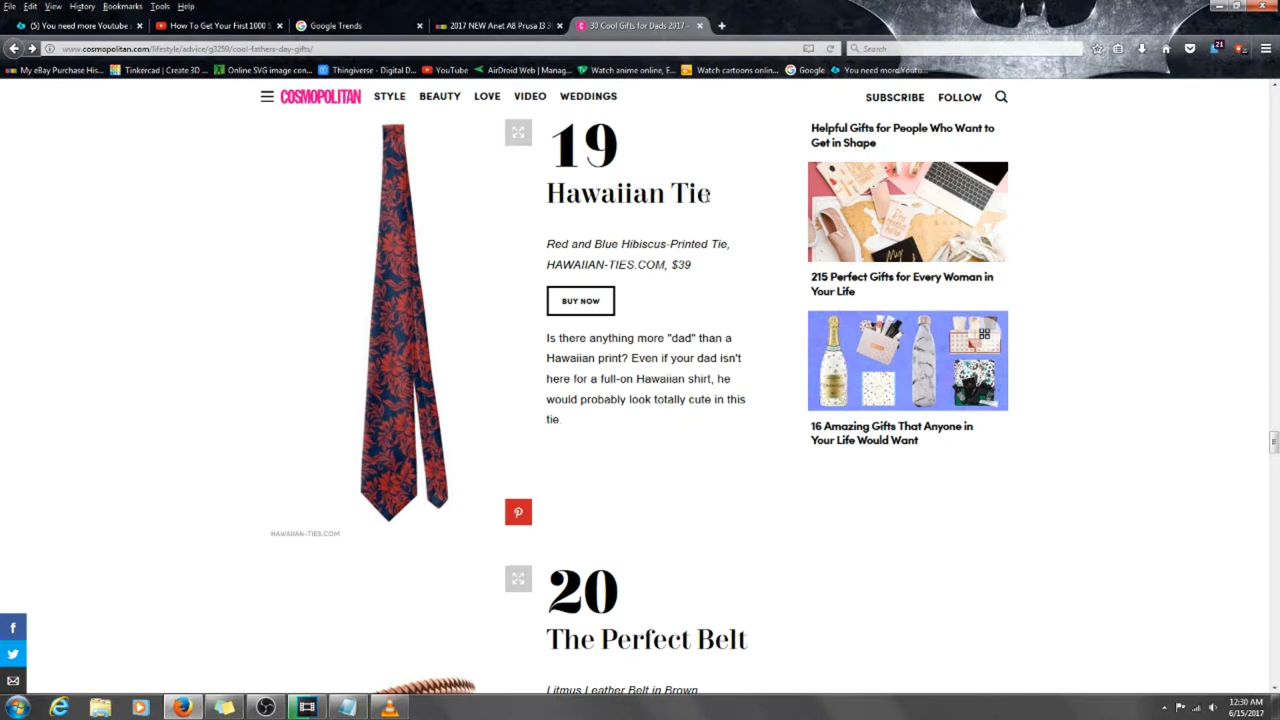 File Edit View History Bookmarks Tools Help
(5) You need more Youtube
How To Get Your First 1000 S
Google Trends
2017 NEW Anet A8 Prusa I3 3
30 Cool Gifts for Dads 2017 -
www.cosmopolitan.com/lifestyle/advice/g3259/cool-fathers-day-gifts/
Search
21
My eBay Purchase His...
Tinkercad | Create 3D ...
Online SVG image con...
Thingiverse - Digital D...
YouTube
AirDroid Web | Manag...
Watch anime online, E...
Watch cartoons onlin...
Google
You need more Youtu...
COSMOPOLITAN STYLE BEAUTY LOVE VIDEO WEDDINGS
SUBSCRIBE FOLLOW
19
Hawaiian Tie
Red and Blue Hibiscus-Printed Tie,
HAWAIIAN-TIES.COM, $39
BUY NOW
Is there anything more "dad" than a
Hawaiian print? Even if your dad isn't
here for a full-on Hawaiian shirt, he
would probably look totally cute in this
tie.
HAWAIIAN-TIES.COM
Helpful Gifts for People Who Want to
Get in Shape
215 Perfect Gifts for Every Woman in
Your Life
16 Amazing Gifts That Anyone in
Your Life Would Want
20
The Perfect Belt
Litmus Leather Belt in Brown
12:30 AM
6/15/2017